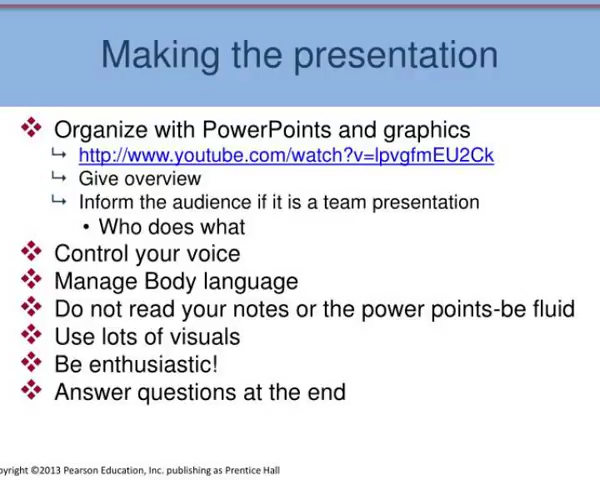 Making the presentation
Organize with PowerPoints and graphics
http://www.youtube.com/watch?v=lpvgfmEU2Ck
Give overview
Inform the audience if it is a team presentation
• Who does what
Control your voice
Manage Body language
Do not read your notes or the power points-be fluid
Use lots of visuals
Be enthusiastic!
Answer questions at the end
pyright ©2013 Pearson Education, Inc. publishing as Prentice Hall